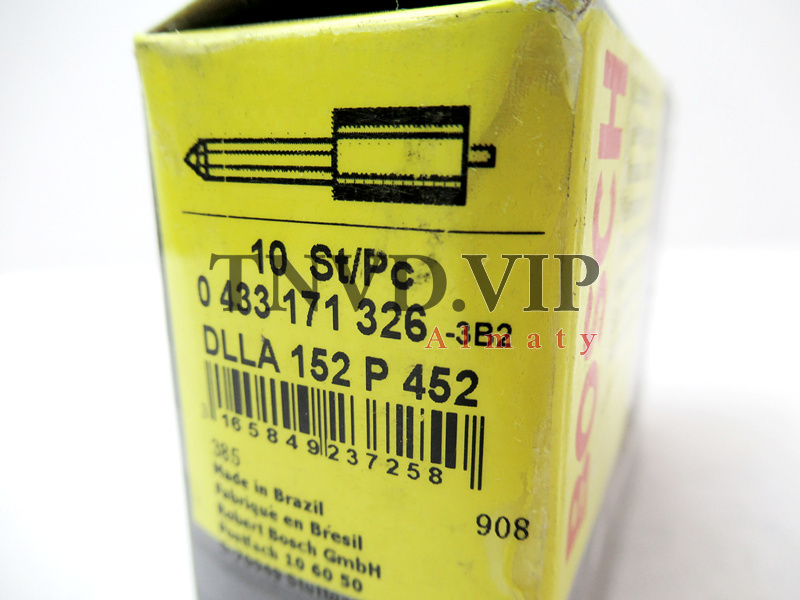 10 St/Pc
TNVD.VIP
0 433 171 326 -3B2
Almaty
DLLA 152 P 452
3 165849237258
385
Made in Brazil
Fabriqué en Brésil
Robert Bosch GmbH
Postfach 10 60 50
908
BOSCH